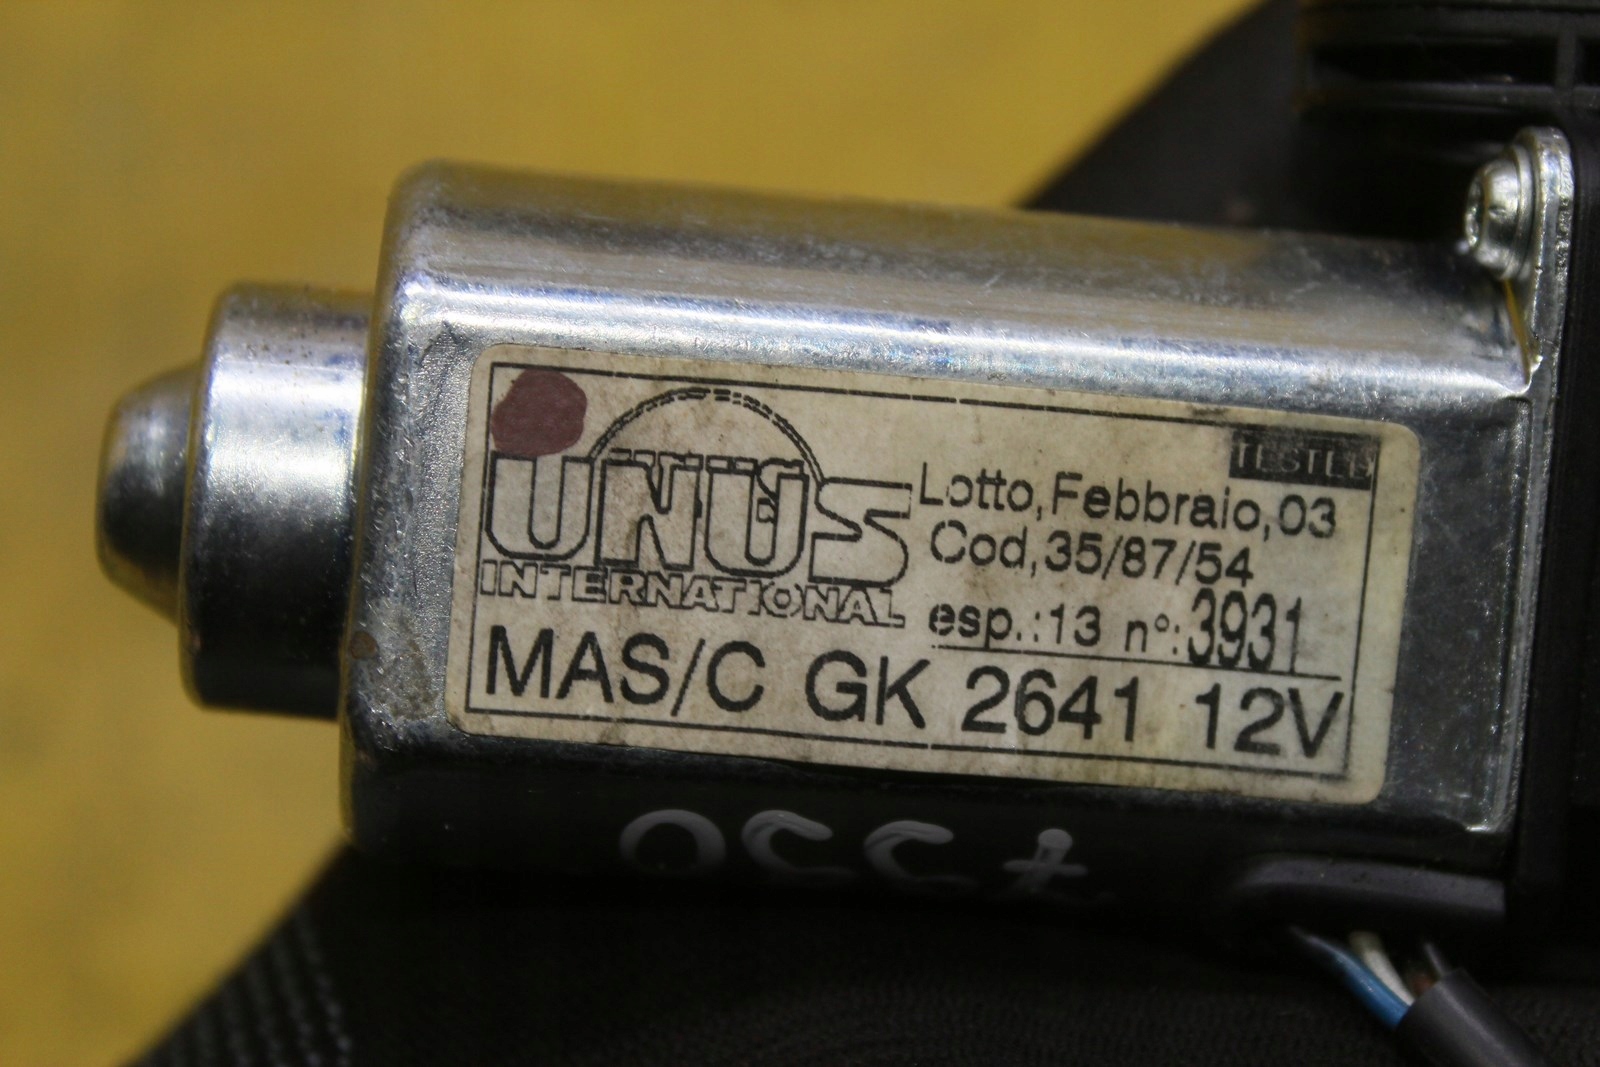 TESTED
UNUS
INTERNATIONAL
Lotto,Febbraio,03
Cod,35/87/54
esp.:13 n°:3931
MAS/C GK 2641 12V